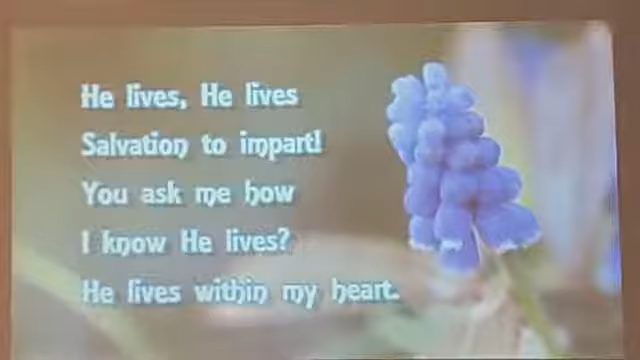 He lives, He lives
Salvation to impart!
You ask me how
I know He lives?
He lives within my heart.